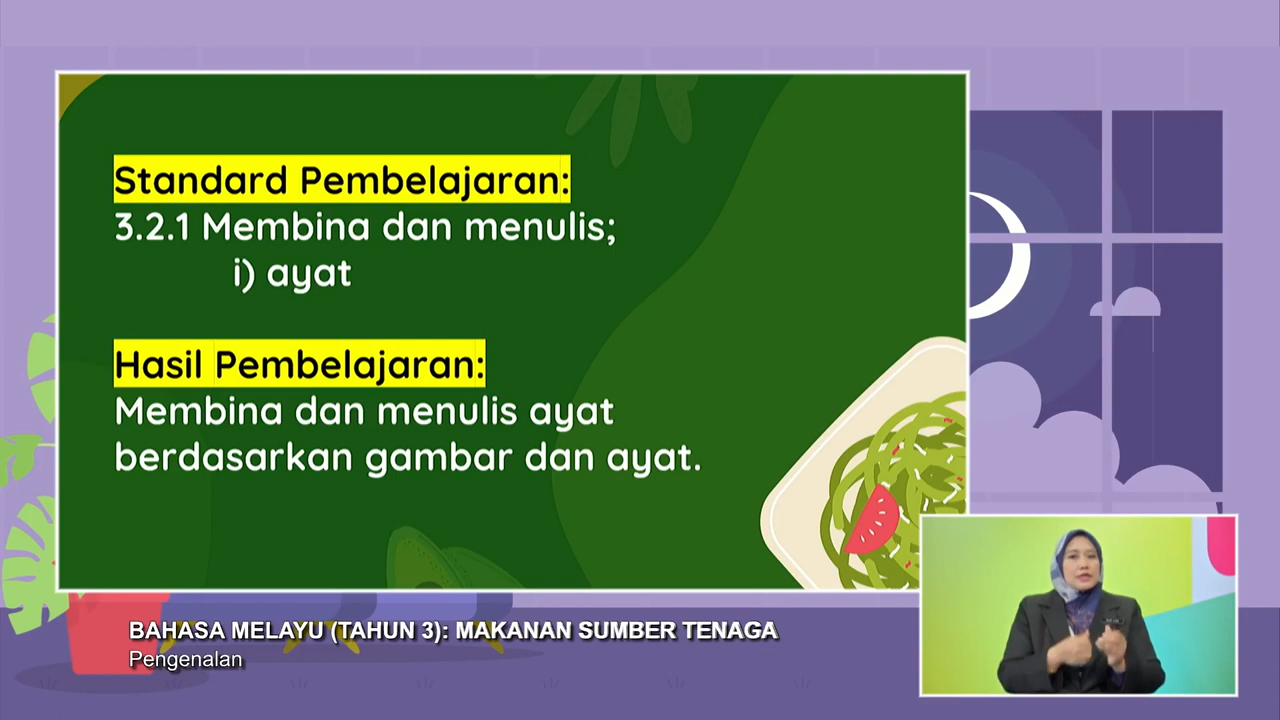 Standard Pembelajaran:
3.2.1 Membina dan menulis;
i) ayat
Hasil Pembelajaran:
Membina dan menulis ayat
berdasarkan gambar dan ayat.
BAHASA MELAYU (TAHUN 3): MAKANAN SUMBER TENAGA
Pengenalan